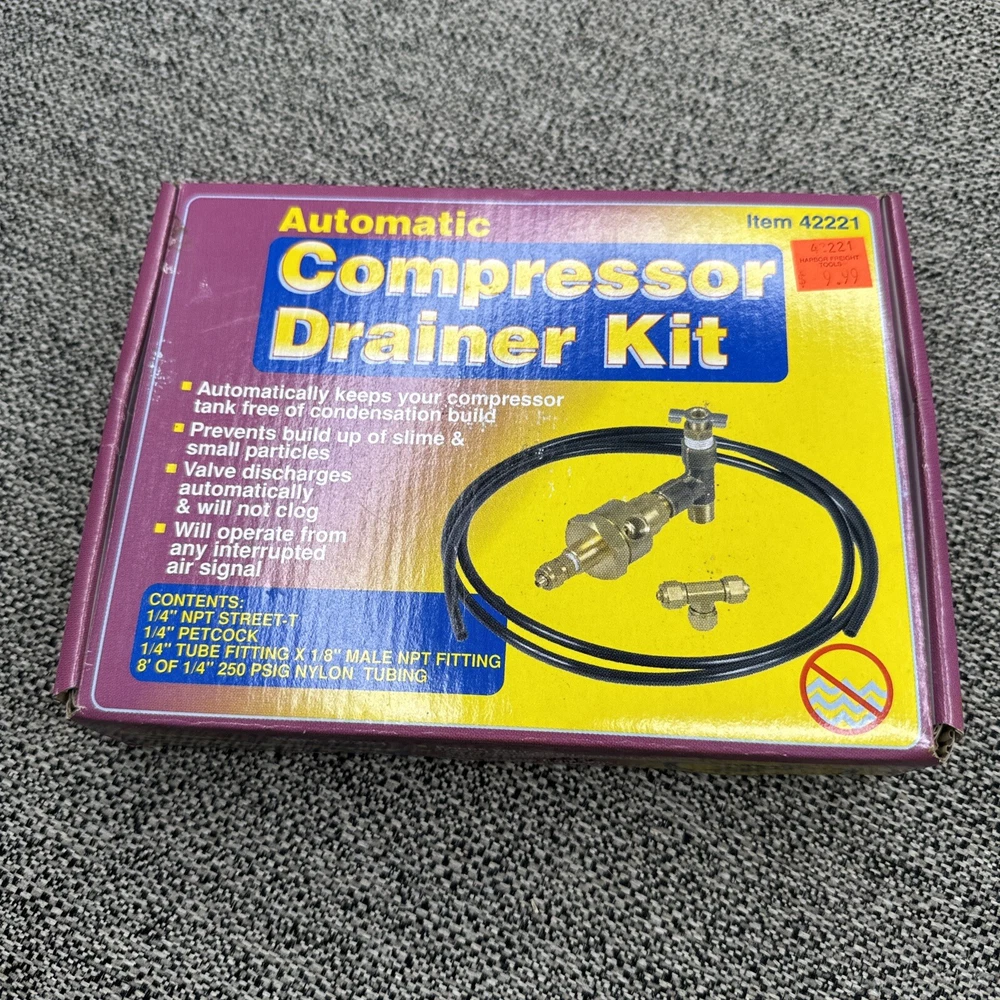 Automatic
Item 42221
Compressor
Drainer Kit
HARBOR FREIGHT
TOOLS
Automatically keeps your compressor
tank free of condensation build
Prevents build up of slime &
small particles
Valve discharges
automatically
& will not clog
Will operate from
any interrupted
air signal
CONTENTS:
1/4" NPT STREET-T
1/4" PETCOCK
1/4" TUBE FITTING X 1/8" MALE NPT FITTING
8' OF 1/4" 250 PSIG NYLON TUBING